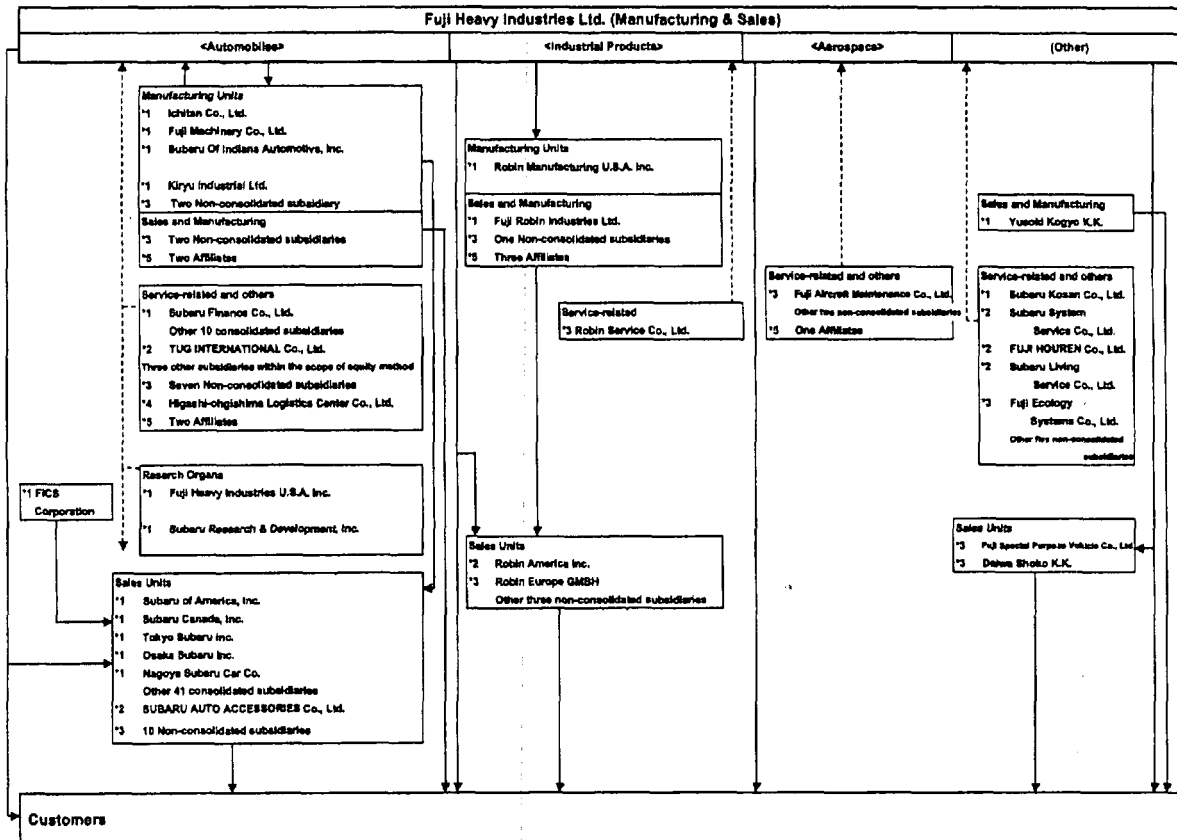 Fuji Heavy Industries Ltd. (Manufacturing & Sales)
<Automobiles>
<Industrial Products>
<Aerospace>
(Other)
Manufacturing Units
*1 Ichitan Co., Ltd.
*1 Fuji Machinery Co., Ltd.
*1 Subaru Of Indiana Automotive, Inc.
*1 Kiryu Industrial Ltd.
*3 Two Non-consolidated subsidiary
Sales and Manufacturing
*3 Two Non-consolidated subsidiaries
*5 Two Affiliates
Service-related and others
*1 Subaru Finance Co., Ltd.
Other 10 consolidated subsidiaries
*2 TUG INTERNATIONAL Co., Ltd.
Three other subsidiaries within the scope of equity method
*3 Seven Non-consolidated subsidiaries
*4 Higashi-ohgishima Logistics Center Co., Ltd.
*5 Two Affiliates
Research Organs
*1 Fuji Heavy Industries U.S.A. Inc.
*1 Subaru Research & Development, Inc.
*1 FICS
Corporation
Sales Units
*1 Subaru of America, Inc.
*1 Subaru Canada, Inc.
*1 Tokyo Subaru Inc.
*1 Osaka Subaru Inc.
*1 Nagoya Subaru Car Co.
Other 41 consolidated subsidiaries
*2 SUBARU AUTO ACCESSORIES Co., Ltd.
*3 10 Non-consolidated subsidiaries
Manufacturing Units
*1 Robin Manufacturing U.S.A. Inc.
Sales and Manufacturing
*1 Fuji Robin Industries Ltd.
*3 One Non-consolidated subsidiaries
*5 Three Affiliates
Service-related
*3 Robin Service Co., Ltd.
Sales Units
*2 Robin America Inc.
*3 Robin Europe GMBH
Other three non-consolidated subsidiaries
Service-related and others
*3 Fuji Aircraft Maintenance Co., Ltd.
Other five non-consolidated subsidiaries
*5 One Affiliates
Sales and Manufacturing
*1 Yusoki Kogyo K.K.
Service-related and others
*1 Subaru Kosan Co., Ltd.
*2 Subaru System
Service Co., Ltd.
*2 FUJI HOUREN Co., Ltd.
*2 Subaru Living
Service Co., Ltd.
*3 Fuji Ecology
Systems Co., Ltd.
Other five non-consolidated
subsidiaries
Sales Units
*3 Fuji Special Purpose Vehicle Co., Ltd.
*3 Daiwa Shoko K.K.
Customers